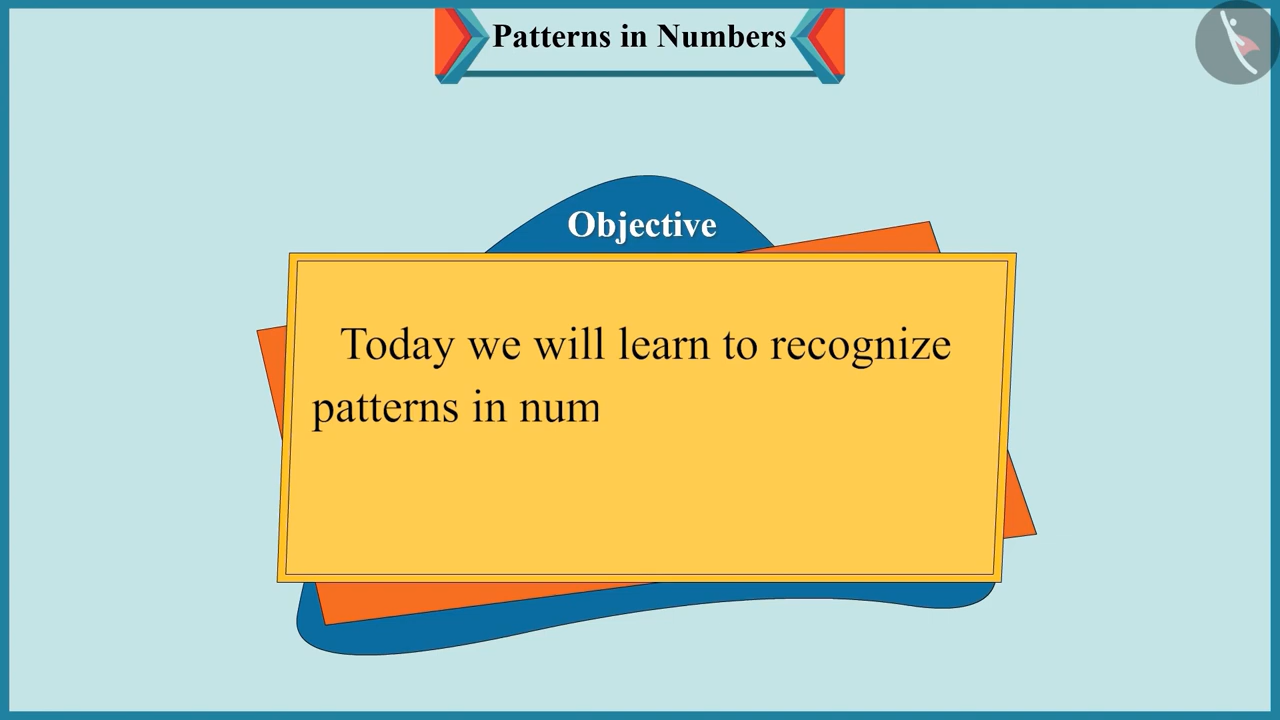 Patterns in Numbers
Objective
Today we will learn to recognize
patterns in num